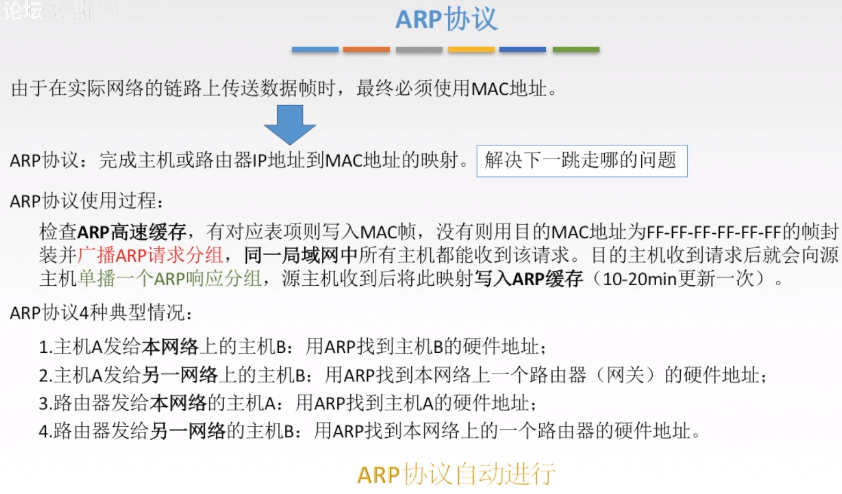 论坛
ARP协议
由于在实际网络的链路上传送数据帧时，最终必须使用MAC地址。
ARP协议：完成主机或路由器IP地址到MAC地址的映射。 解决下一跳走哪的问题
ARP协议使用过程：
检查ARP高速缓存，有对应表项则写入MAC帧，没有则用目的MAC地址为FF-FF-FF-FF-FF-FF的帧封
装并广播ARP请求分组，同一局域网中所有主机都能收到该请求。目的主机收到请求后就会向源
主机单播一个ARP响应分组，源主机收到后将此映射写入ARP缓存（10-20min更新一次）。
ARP协议4种典型情况：
1.主机A发给本网络上的主机B：用ARP找到主机B的硬件地址；
2.主机A发给另一网络上的主机B：用ARP找到本网络上一个路由器（网关）的硬件地址；
3.路由器发给本网络的主机A：用ARP找到主机A的硬件地址；
4.路由器发给另一网络的主机B：用ARP找到本网络上的一个路由器的硬件地址。
ARP协议自动进行